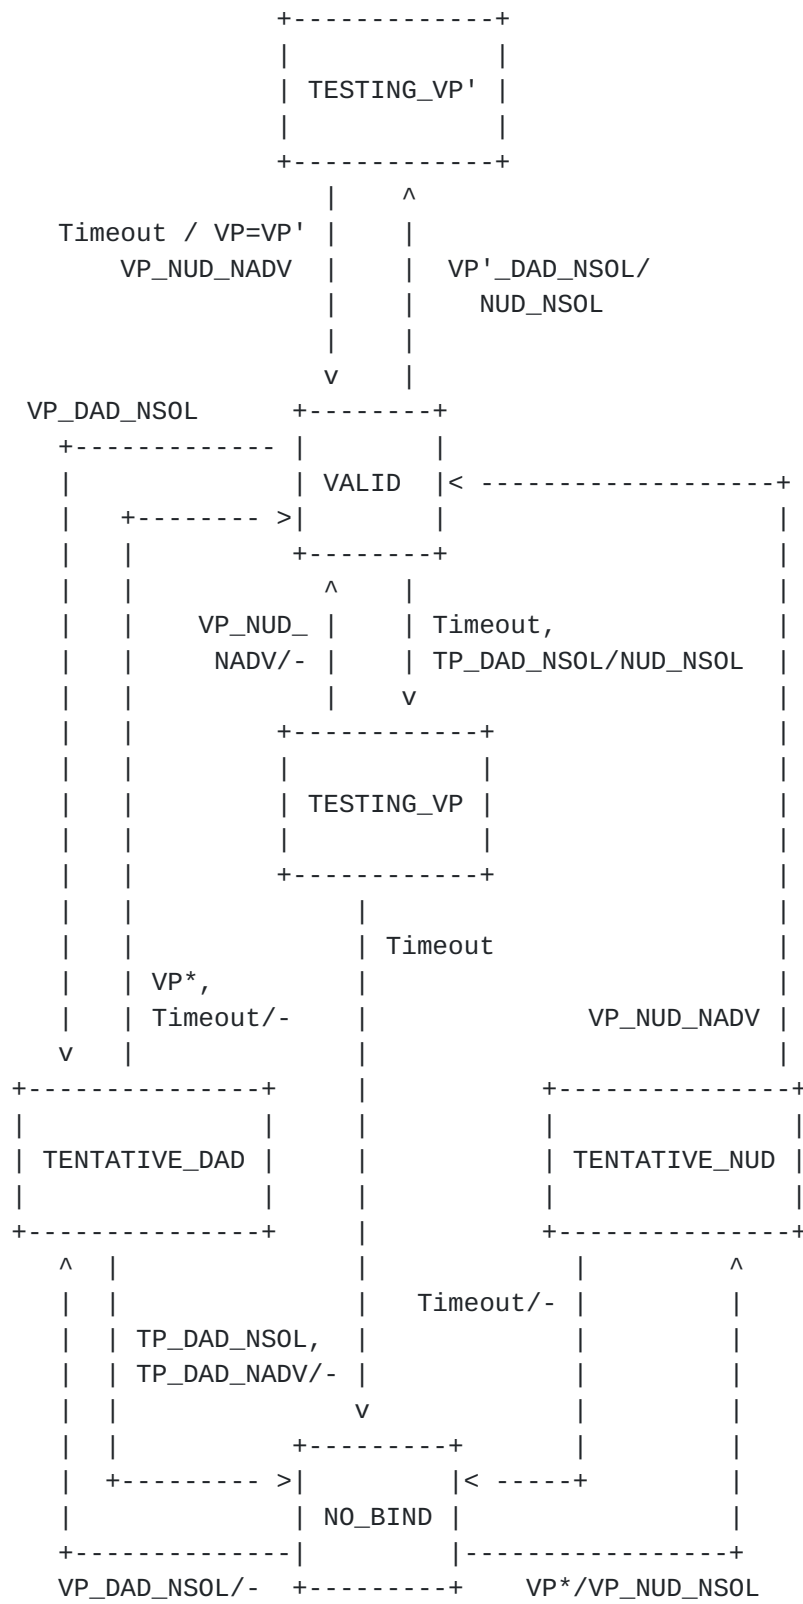 TESTING_VP'
Timeout / VP=VP'
VP_NUD_NADV VP'_DAD_NSOL/
NUD_NSOL
VP_DAD_NSOL
VALID
VP_NUD_ Timeout,
NADV/- TP_DAD_NSOL/NUD_NSOL
TESTING_VP
Timeout
VP*,
Timeout/- VP_NUD_NADV
TENTATIVE_DAD TENTATIVE_NUD
Timeout/-
TP_DAD_NSOL,
TP_DAD_NADV/-
NO_BIND
VP_DAD_NSOL/- VP*/VP_NUD_NSOL